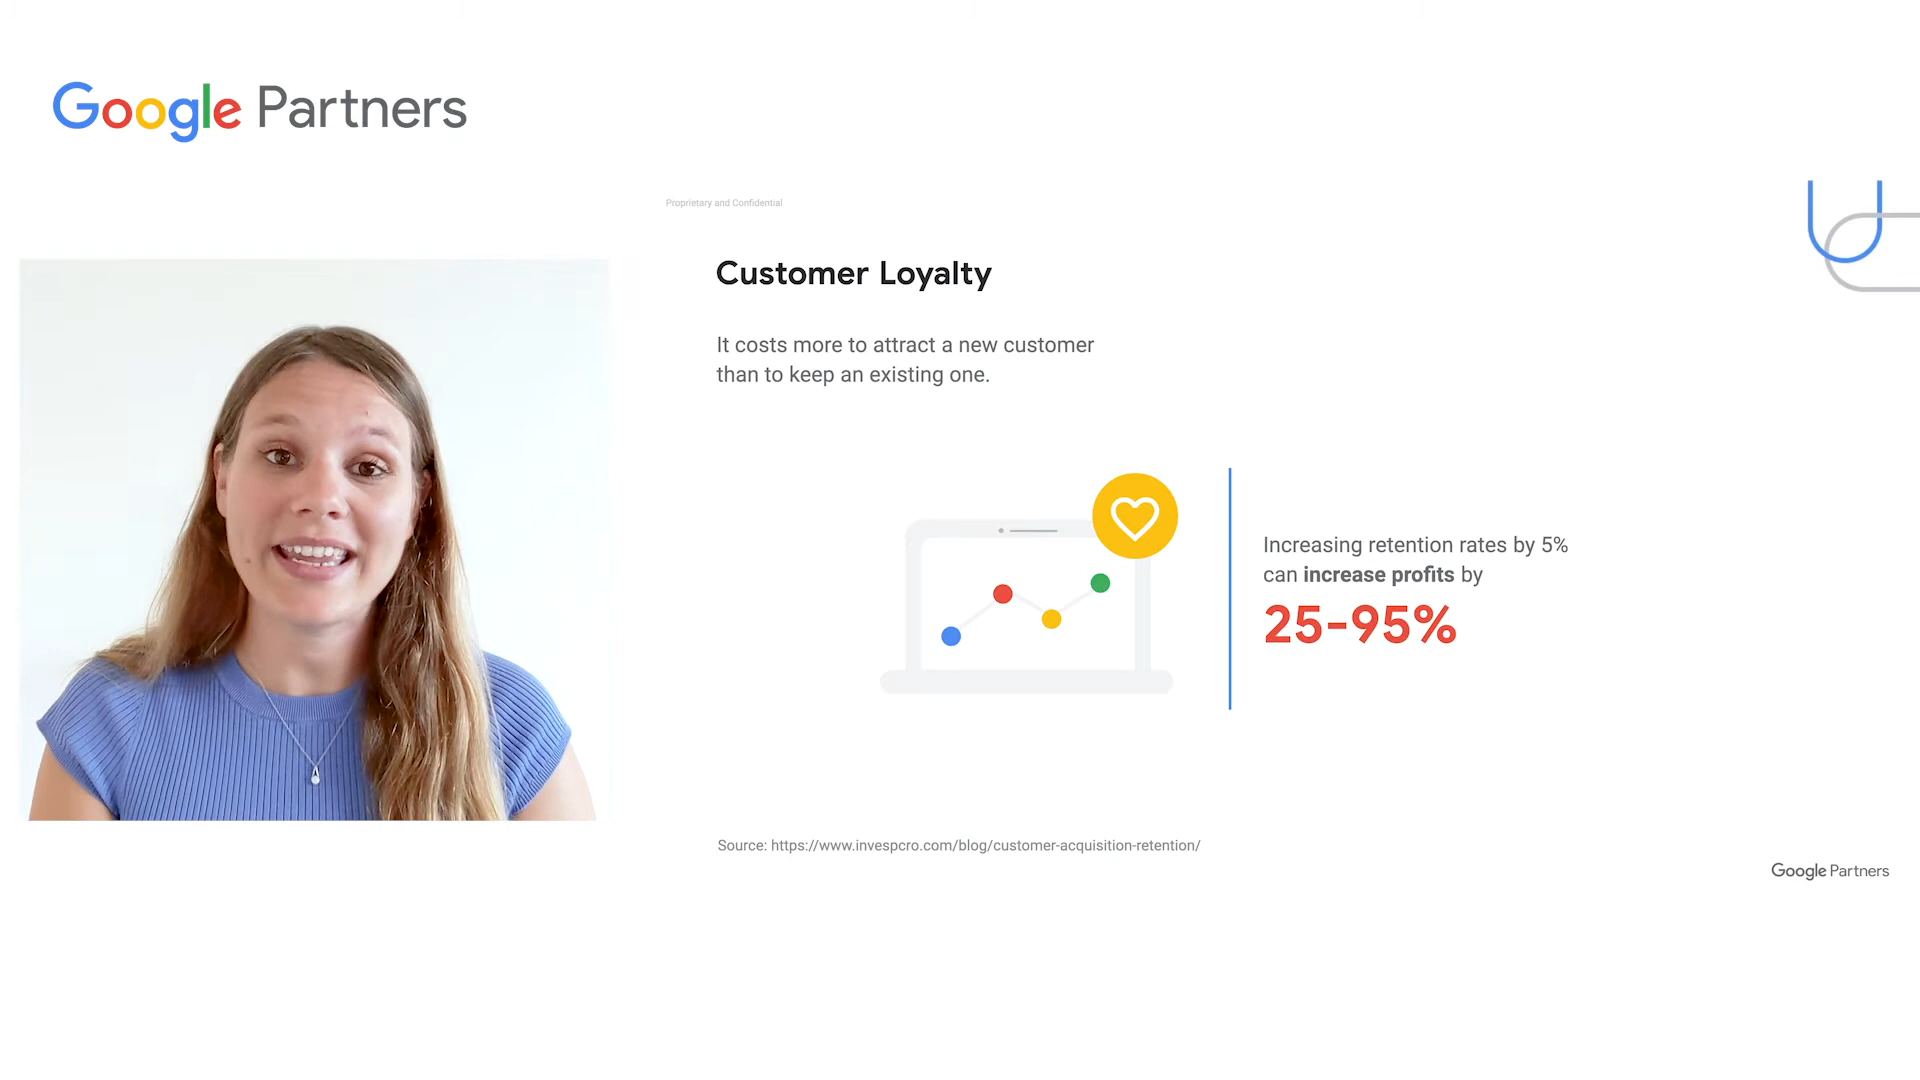 Google Partners
Proprietary and Confidential
Customer Loyalty
It costs more to attract a new customer
than to keep an existing one.
Increasing retention rates by 5%
can increase profits by
25-95%
Source: https://www.invespcro.com/blog/customer-acquisition-retention/
Google Partners